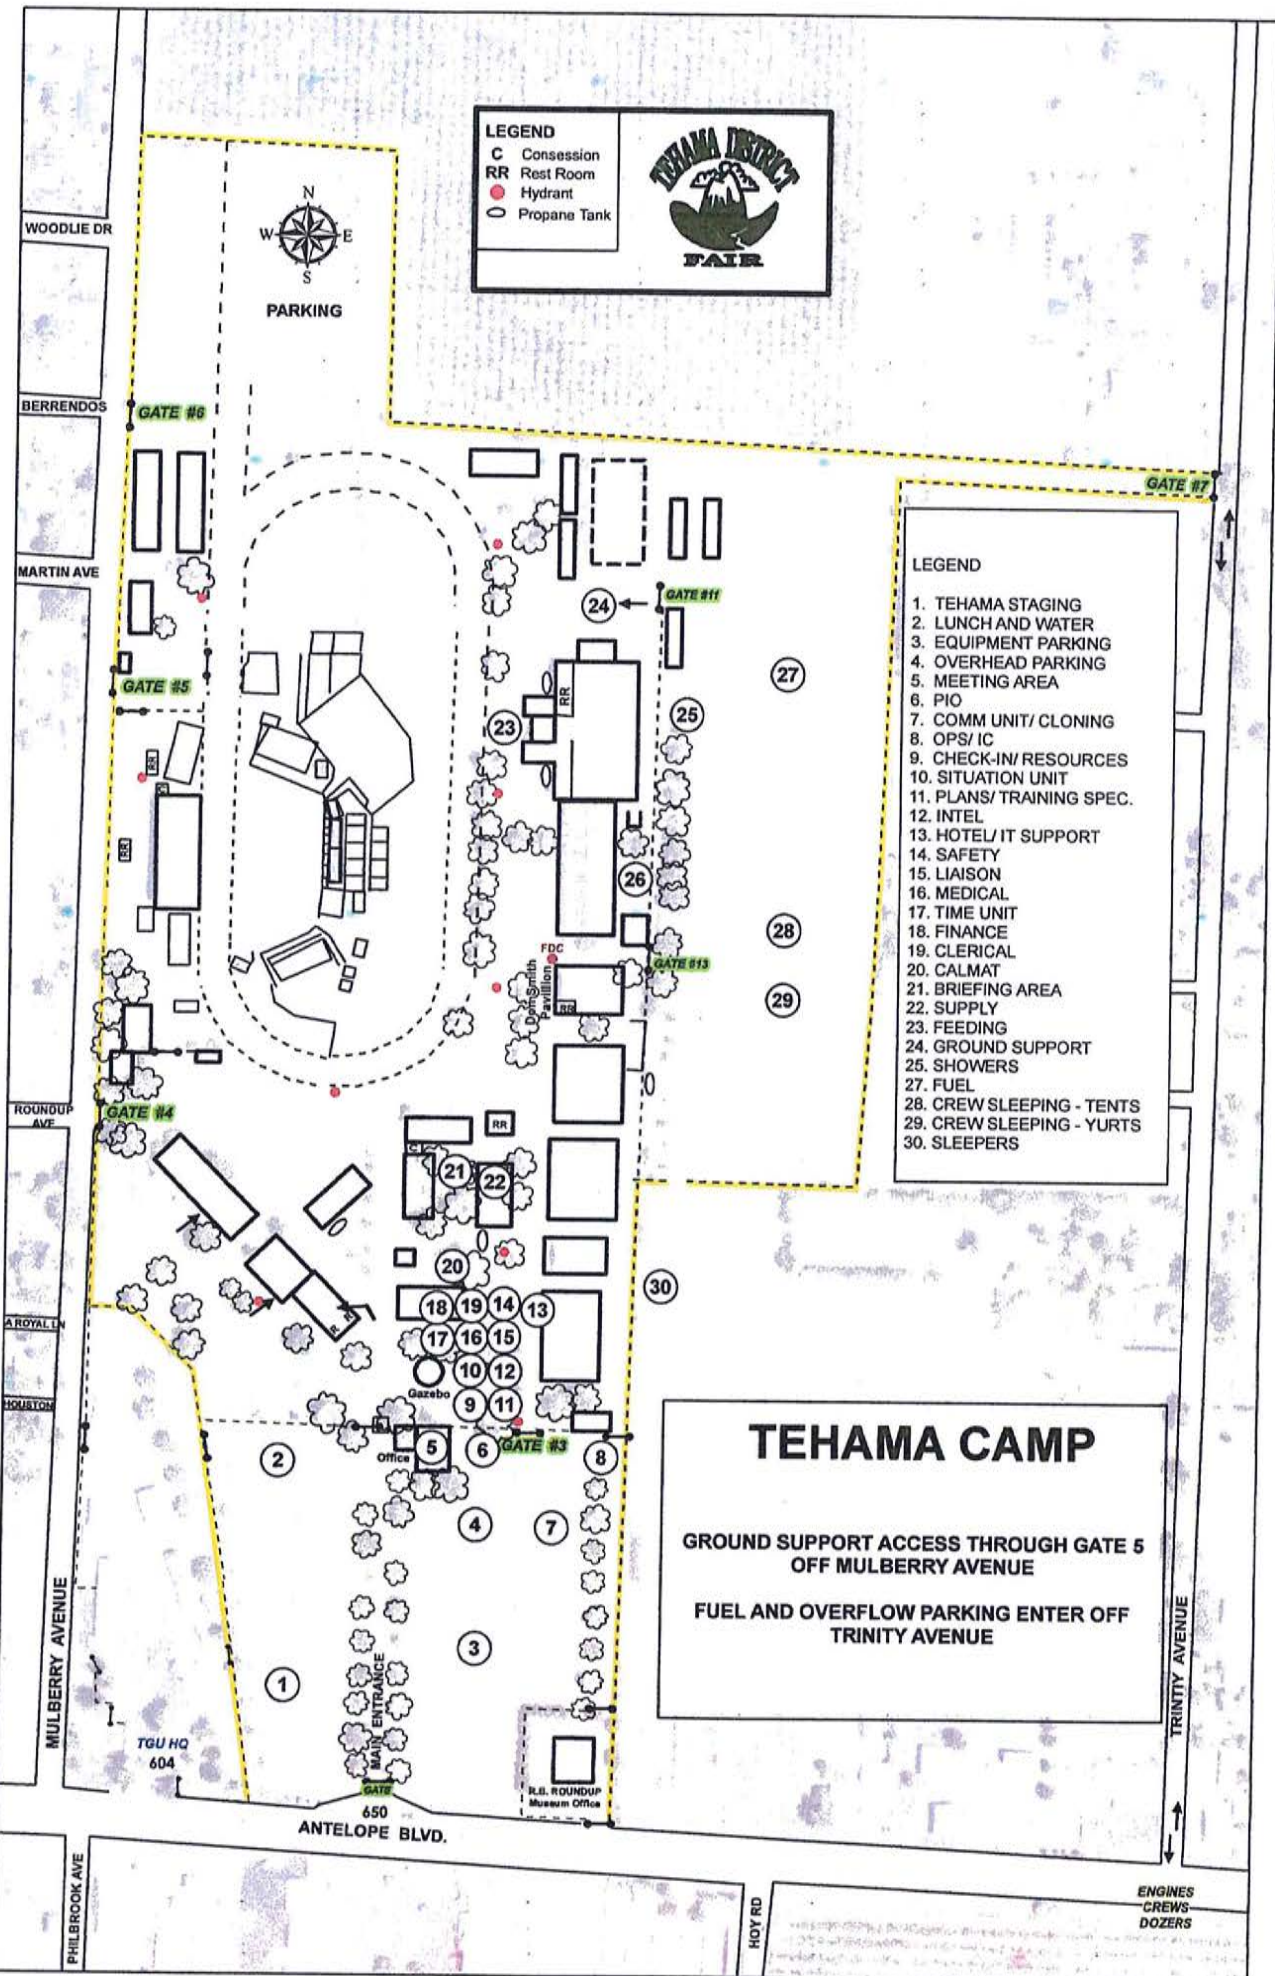 LEGEND
C Consession
RR Rest Room
Hydrant
Propane Tank
TEHAMA DISTRICT
FAIR
WOODLIE DR
N
W E
S
PARKING
BERRENDOS
GATE #6
GATE #7
MARTIN AVE
24
GATE #11
GATE #5
27
RR
25
23
RR
C
RR
26
28
FDC
GATE #13
Don Smith
Pavillion
RR
29
LEGEND
1. TEHAMA STAGING
2. LUNCH AND WATER
3. EQUIPMENT PARKING
4. OVERHEAD PARKING
5. MEETING AREA
6. PIO
7. COMM UNIT/ CLONING
8. OPS/ IC
9. CHECK-IN/ RESOURCES
10. SITUATION UNIT
11. PLANS/ TRAINING SPEC.
12. INTEL
13. HOTEL/ IT SUPPORT
14. SAFETY
15. LIAISON
16. MEDICAL
17. TIME UNIT
18. FINANCE
19. CLERICAL
20. CALMAT
21. BRIEFING AREA
22. SUPPLY
23. FEEDING
24. GROUND SUPPORT
25. SHOWERS
27. FUEL
28. CREW SLEEPING - TENTS
29. CREW SLEEPING - YURTS
30. SLEEPERS
ROUNDUP
AVE
GATE #4
RR
C
21
22
20
30
18 19 14 13
17 16 15
R R
10 12
Gazebo
9 11
A ROYAL LN
HOUSTON
2
Office
5
6
GATE #3
8
4
7
3
1
MAIN ENTRANCE
MULBERRY AVENUE
TGU HQ
604
GATE
650
ANTELOPE BLVD.
R.B. ROUNDUP
Museum Office
TEHAMA CAMP
GROUND SUPPORT ACCESS THROUGH GATE 5
OFF MULBERRY AVENUE
FUEL AND OVERFLOW PARKING ENTER OFF
TRINITY AVENUE
TRINTIY AVENUE
PHILBROOK AVE
HOY RD
ENGINES
CREWS
DOZERS